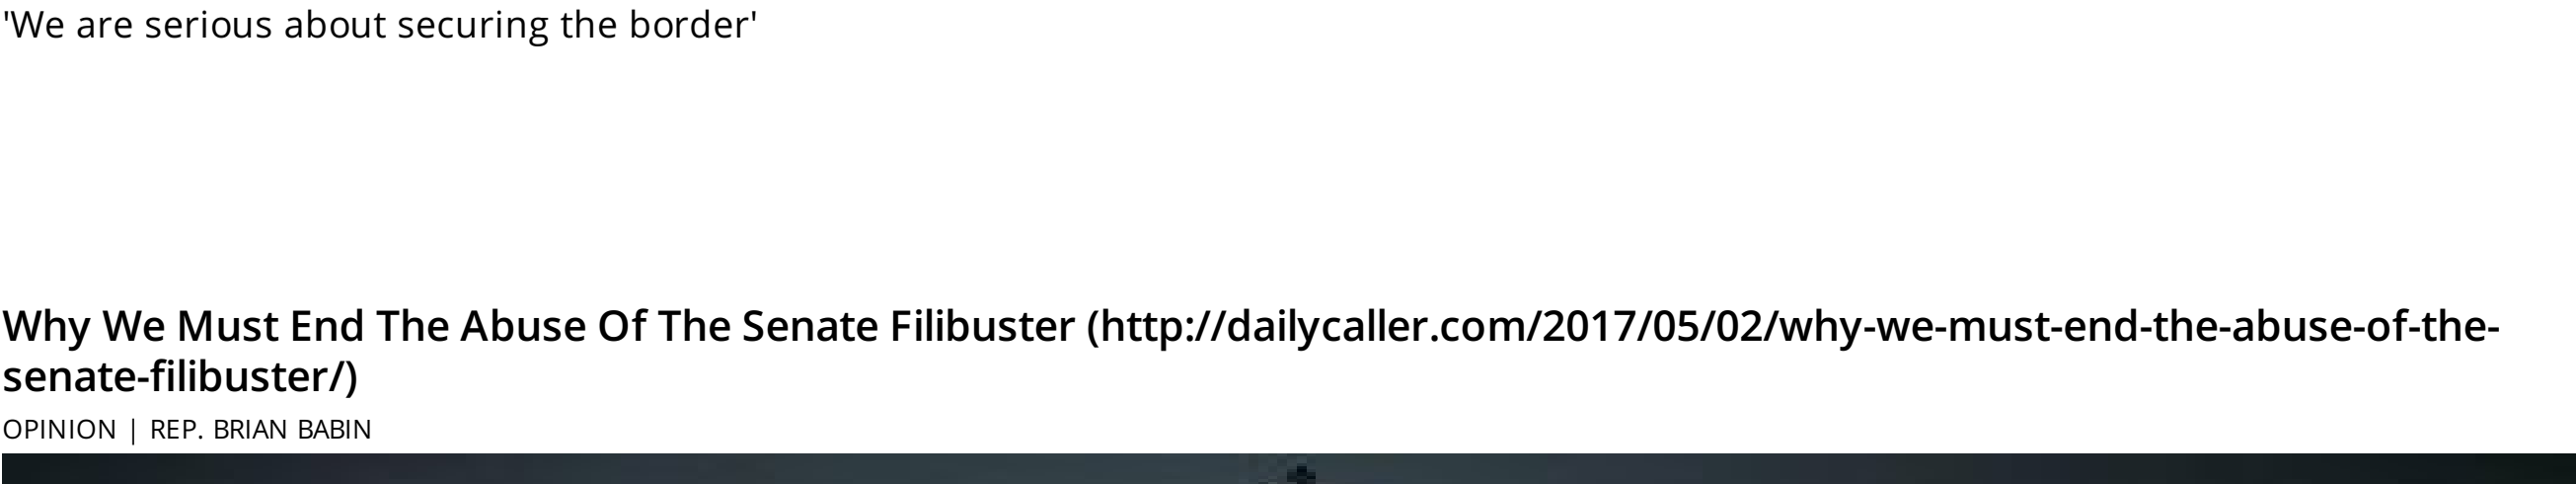 'We are serious about securing the border'
Why We Must End The Abuse Of The Senate Filibuster (http://dailycaller.com/2017/05/02/why-we-must-end-the-abuse-of-the-
senate-filibuster/)
OPINION | REP. BRIAN BABIN